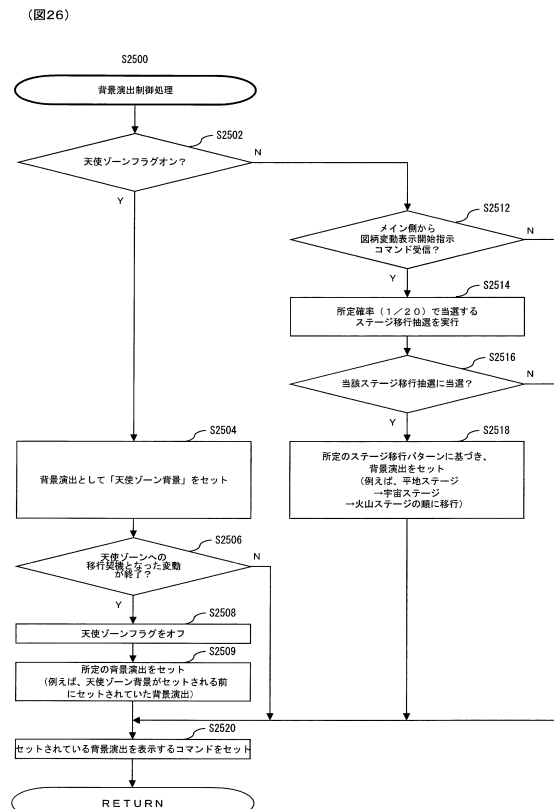 (図26)
S2500
背景演出制御処理
S2502
天使ゾーンフラグオン?
N
Y
S2512
メイン側から
図柄変動表示開始指示
コマンド受信?
N
Y
S2514
所定確率(1/20)で当選する
ステージ移行抽選を実行
S2516
当該ステージ移行抽選に当選?
N
Y
S2518
所定のステージ移行パターンに基づき、
背景演出をセット
(例えば、平地ステージ
→宇宙ステージ
→火山ステージの順に移行)
S2504
背景演出として「天使ゾーン背景」をセット
S2506
天使ゾーンへの
移行契機となった変動
が終了?
N
Y
S2508
天使ゾーンフラグをオフ
S2509
所定の背景演出をセット
(例えば、天使ゾーン背景がセットされる前
にセットされていた背景演出)
S2520
セットされている背景演出を表示するコマンドをセット
RETURN